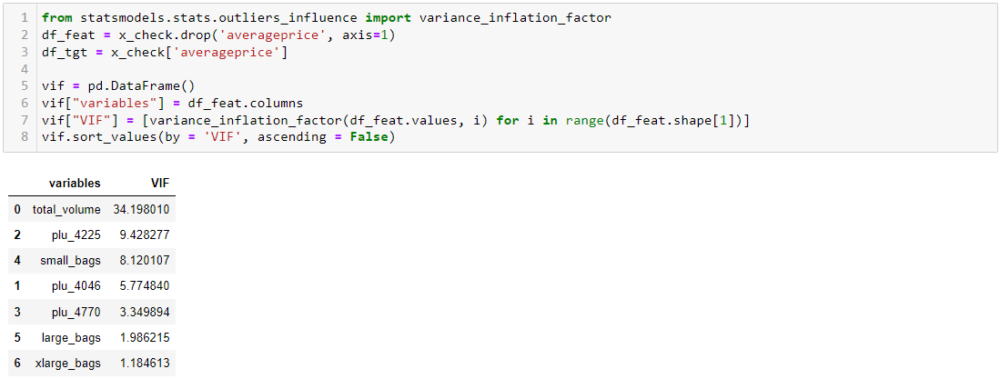 1 from statsmodels.stats.outliers_influence import variance_inflation_factor
2 df_feat = x_check.drop('averageprice', axis=1)
3 df_tgt = x_check['averageprice']
4
5 vif = pd.DataFrame()
6 vif["variables"] = df_feat.columns
7 vif["VIF"] = [variance_inflation_factor(df_feat.values, i) for i in range(df_feat.shape[1])]
8 vif.sort_values(by = 'VIF', ascending = False)
variables VIF
0 total_volume 34.198010
2 plu_4225 9.428277
4 small_bags 8.120107
1 plu_4046 5.774840
3 plu_4770 3.349894
5 large_bags 1.986215
6 xlarge_bags 1.184613